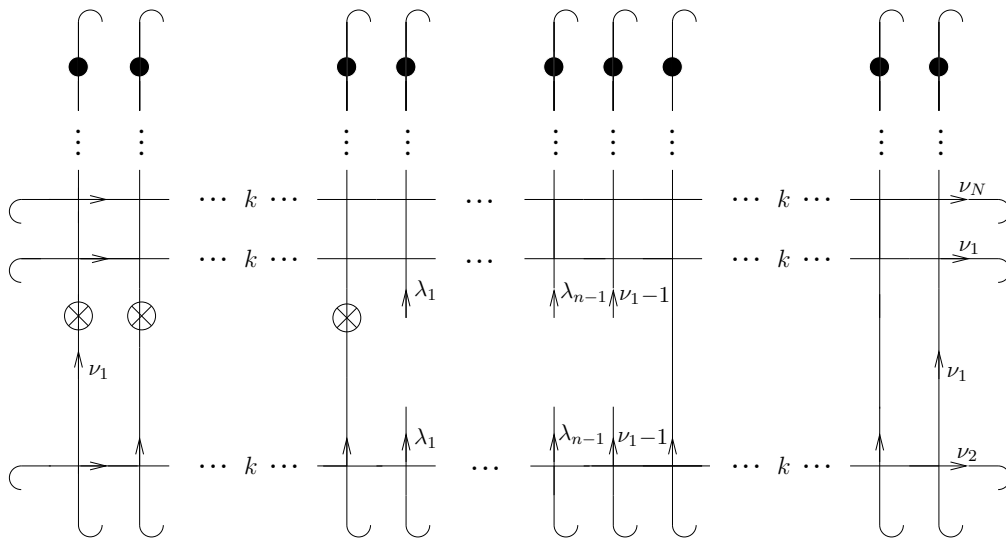 ⋮ ⋮ ⋮ ⋮ ⋮ ⋮ ⋮ ⋮ ⋮
⋯ k ⋯ ⋯ ⋯ k ⋯ ν_N
⋯ k ⋯ ⋯ ⋯ k ⋯ ν_1
λ_1 λ_{n−1} ν_1−1
ν_1 ν_1
λ_1 λ_{n−1} ν_1−1
⋯ k ⋯ ⋯ ⋯ k ⋯ ν_2